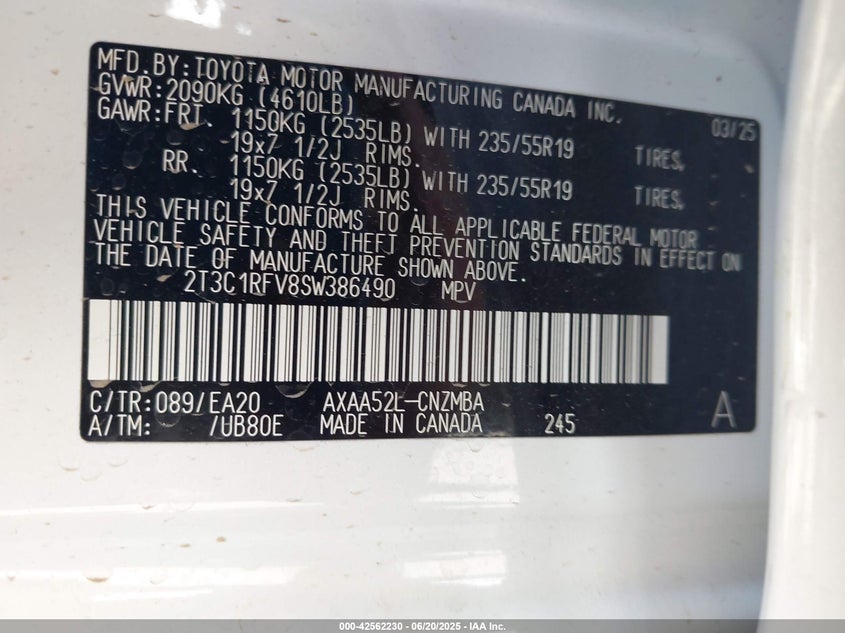 MFD.BY:TOYOTA MOTOR MANUFACTURING CANADA INC.
GVWR:2090KG (4610LB) 03/25
GAWR:FRT. 1150KG (2535LB) WITH 235/55R19 TIRES,
19x7 1/2J RIMS.
RR. 1150KG (2535LB) WITH 235/55R19 TIRES,
19x7 1/2J RIMS.
THIS VEHICLE CONFORMS TO ALL APPLICABLE FEDERAL MOTOR
VEHICLE SAFETY AND THEFT PREVENTION STANDARDS IN EFFECT ON
THE DATE OF MANUFACTURE SHOWN ABOVE.
2T3C1RFV8SW386490 MPV
C/TR:089/EA20 AXAA52L-CNZMBA A
A/TM: /UB80E MADE IN CANADA 245
000-42562230 - 06/20/2025 - IAA Inc.